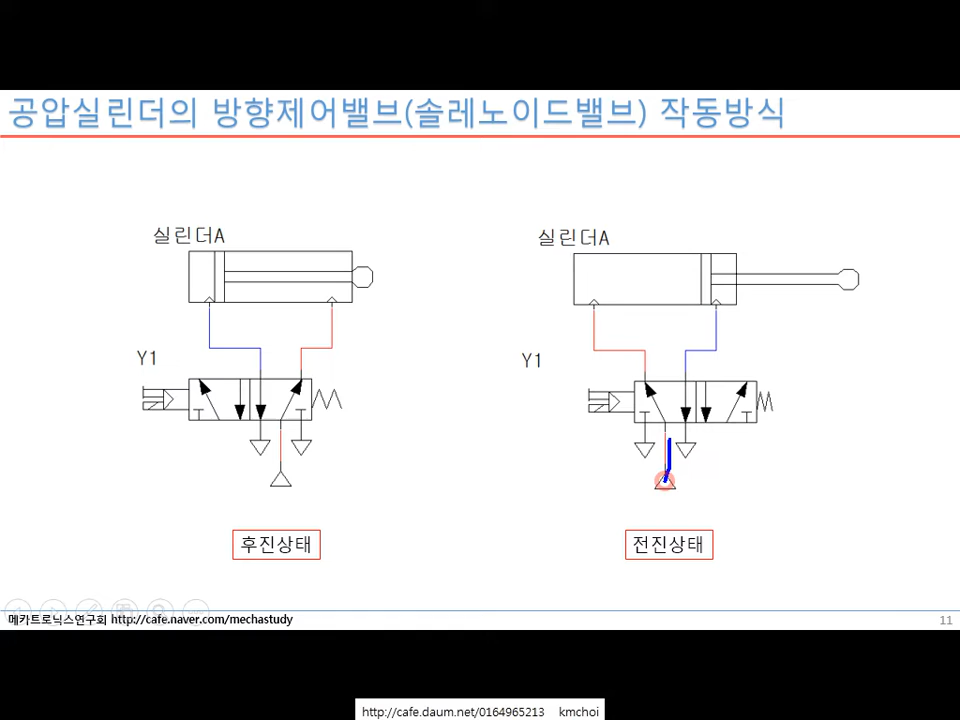 공압실린더의 방향제어밸브(솔레노이드밸브) 작동방식
실린더A
실린더A
Y1
Y1
후진상태
전진상태
메카트로닉스연구회 http://cafe.naver.com/mechastudy
11
http://cafe.daum.net/0164965213 kmchoi